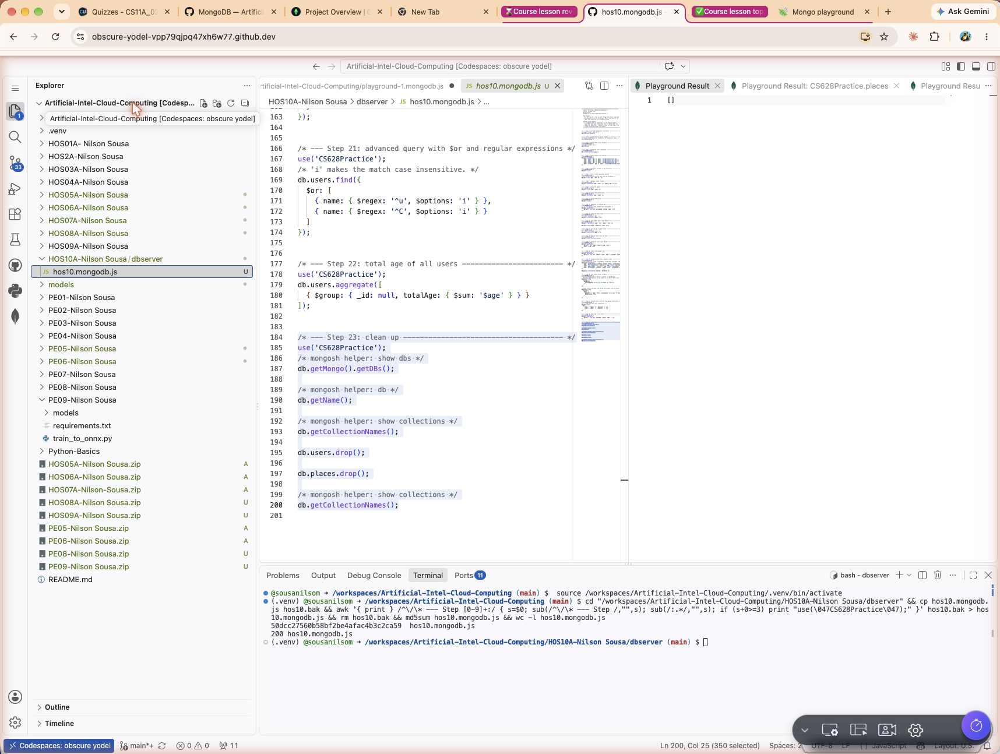 Quizzes - CS11A_02
MongoDB — Artific
Project Overview |
New Tab
⌛Course lesson rev
hos10.mongodb.js -
✅Course lesson top
Mongo playground
Ask Gemini
obscure-yodel-vpp79qjpq47xh6w77.github.dev
Artificial-Intel-Cloud-Computing [Codespaces: obscure yodel]
Explorer
Artificial-Intel-Cloud-Computing [Codesp...
Artificial-Intel-Cloud-Computing [Codespaces: obscure yodel]
.venv
HOS01A- Nilson Sousa
HOS2A-Nilson Sousa
HOS03A-Nilson Sousa
HOS04A-Nilson Sousa
HOS05A-Nilson Sousa
HOS06A-Nilson Sousa
HOS07A-Nilson Sousa
HOS08A-Nilson Sousa
HOS09A-Nilson Sousa
HOS10A-Nilson Sousa / dbserver
JS hos10.mongodb.js U
models
PE01-Nilson Sousa
PE02-Nilson Sousa
PE03-Nilson Sousa
PE04-Nilson Sousa
PE05-Nilson Sousa
PE06-Nilson Sousa
PE07-Nilson Sousa
PE08-Nilson Sousa
PE09-Nilson Sousa
models
requirements.txt
train_to_onnx.py
Python-Basics
HOS05A-Nilson Sousa.zip A
HOS06A-Nilson Sousa.zip A
HOS07A-Nilson-Sousa.zip A
HOS08A-Nilson Sousa.zip U
HOS09A-Nilson Sousa.zip U
PE05-Nilson Sousa.zip A
PE06-Nilson Sousa.zip A
PE08-Nilson Sousa.zip U
PE09-Nilson Sousa.zip U
README.md
Outline
Timeline
1
33
tificial-Intel-Cloud-Computing/playground-1.mongodb.js
JS hos10.mongodb.js U
HOS10A-Nilson Sousa > dbserver > JS hos10.mongodb.js > ...
163 });
164
165
166 /* --- Step 21: advanced query with $or and regular expressions */
167 use('CS628Practice');
168 /* 'i' makes the match case insensitive. */
169 db.users.find({
170 $or: [
171 { name: { $regex: '^u', $options: 'i' } },
172 { name: { $regex: '^C', $options: 'i' } }
173 ]
174 });
175
176
177 /* --- Step 22: total age of all users ------------------------ */
178 use('CS628Practice');
179 db.users.aggregate([
180 { $group: { _id: null, totalAge: { $sum: '$age' } } }
181 ]);
182
183
184 /* --- Step 23: clean up -------------------------------------- */
185 use('CS628Practice');
186 /* mongosh helper: show dbs */
187 db.getMongo().getDBs();
188
189 /* mongosh helper: db */
190 db.getName();
191
192 /* mongosh helper: show collections */
193 db.getCollectionNames();
194
195 db.users.drop();
196
197 db.places.drop();
198
199 /* mongosh helper: show collections */
200 db.getCollectionNames();
201
Playground Result
Playground Result: CS628Practice.places
Playground Resu
1 []
Problems Output Debug Console Terminal Ports 11
bash - dbserver
@sousanilsom → /workspaces/Artificial-Intel-Cloud-Computing (main) $ source /workspaces/Artificial-Intel-Cloud-Computing/.venv/bin/activate
(.venv) @sousanilsom → /workspaces/Artificial-Intel-Cloud-Computing (main) $ cd "/workspaces/Artificial-Intel-Cloud-Computing/HOS10A-Nilson Sousa/dbserver" && cp hos10.mongodb.
js hos10.bak && awk '{ print } /^\/\* --- Step [0-9]+:/ { s=$0; sub(/^\/\* --- Step /,"",s); sub(/:.*/,"",s); if (s+0>=3) print "use(\047CS628Practice\047);" }' hos10.bak > hos
10.mongodb.js && rm hos10.bak && md5sum hos10.mongodb.js && wc -l hos10.mongodb.js
50dcc27560b58bf2be4afac4b3c2ca59 hos10.mongodb.js
200 hos10.mongodb.js
(.venv) @sousanilsom → /workspaces/Artificial-Intel-Cloud-Computing/HOS10A-Nilson Sousa/dbserver (main) $
Codespaces: obscure yodel
main*+
0 0
11
Ln 200, Col 25 (350 selected)
Spaces: 2
UTF-8
LF
{ } JavaScript
Layout: U.S.